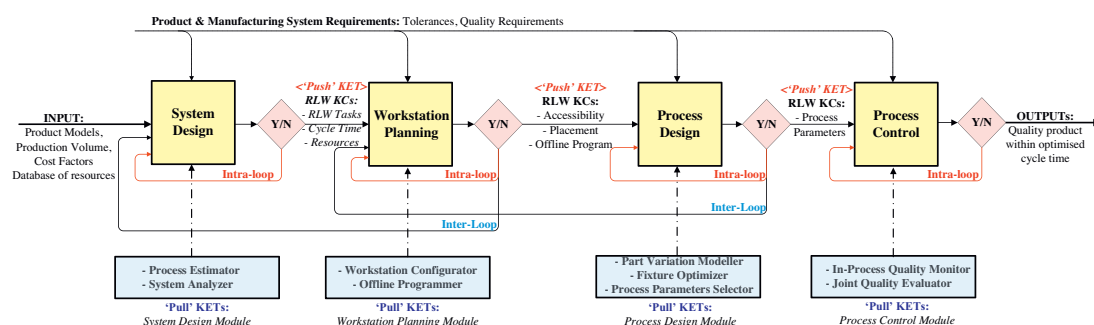 Product & Manufacturing System Requirements: Tolerances, Quality Requirements
INPUT:
Product Models,
Production Volume,
Cost Factors
Database of resources
System
Design
Y/N
Intra-loop
<'Push' KET>
RLW KCs:
- RLW Tasks
- Cycle Time
- Resources
Workstation
Planning
Y/N
Intra-loop
Inter-Loop
<'Push' KET>
RLW KCs:
- Accessibility
- Placement
- Offline Program
Process
Design
Y/N
Intra-loop
Inter-Loop
<'Push' KET>
RLW KCs:
- Process
Parameters
Process
Control
Y/N
Intra-loop
OUTPUTs:
Quality product
within optimised
cycle time
- Process Estimator
- System Analyzer
'Pull' KETs:
System Design Module
- Workstation Configurator
- Offline Programmer
'Pull' KETs:
Workstation Planning Module
- Part Variation Modeller
- Fixture Optimizer
- Process Parameters Selector
'Pull' KETs:
Process Design Module
- In-Process Quality Monitor
- Joint Quality Evaluator
'Pull' KETs:
Process Control Module